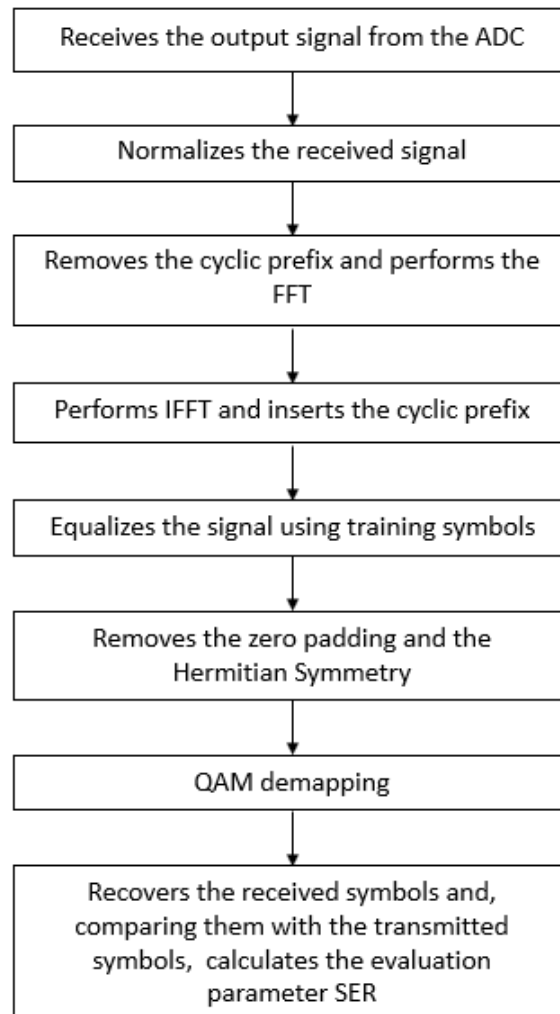 Receives the output signal from the ADC
Normalizes the received signal
Removes the cyclic prefix and performs the
FFT
Performs IFFT and inserts the cyclic prefix
Equalizes the signal using training symbols
Removes the zero padding and the
Hermitian Symmetry
QAM demapping
Recovers the received symbols and,
comparing them with the transmitted
symbols, calculates the evaluation
parameter SER